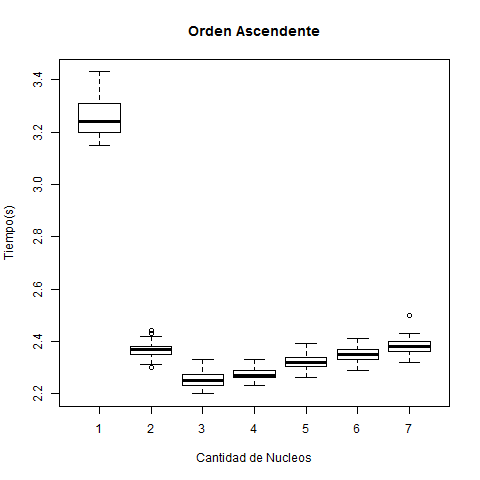 Orden Ascendente
Tiempo(s)
3.4
3.2
3.0
2.8
2.6
2.4
2.2
1 2 3 4 5 6 7
Cantidad de Nucleos